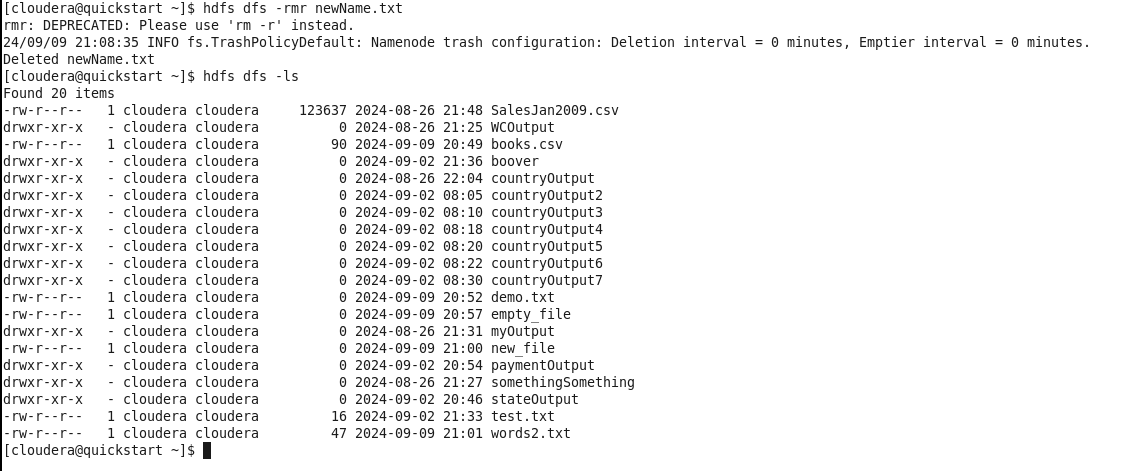 [cloudera@quickstart ~]$ hdfs dfs -rmr newName.txt
rmr: DEPRECATED: Please use 'rm -r' instead.
24/09/09 21:08:35 INFO fs.TrashPolicyDefault: Namenode trash configuration: Deletion interval = 0 minutes, Emptier interval = 0 minutes.
Deleted newName.txt
[cloudera@quickstart ~]$ hdfs dfs -ls
Found 20 items
-rw-r--r--   1 cloudera cloudera     123637 2024-08-26 21:48 SalesJan2009.csv
drwxr-xr-x   - cloudera cloudera          0 2024-08-26 21:25 WCOutput
-rw-r--r--   1 cloudera cloudera         90 2024-09-09 20:49 books.csv
drwxr-xr-x   - cloudera cloudera          0 2024-09-02 21:36 boover
drwxr-xr-x   - cloudera cloudera          0 2024-08-26 22:04 countryOutput
drwxr-xr-x   - cloudera cloudera          0 2024-09-02 08:05 countryOutput2
drwxr-xr-x   - cloudera cloudera          0 2024-09-02 08:10 countryOutput3
drwxr-xr-x   - cloudera cloudera          0 2024-09-02 08:18 countryOutput4
drwxr-xr-x   - cloudera cloudera          0 2024-09-02 08:20 countryOutput5
drwxr-xr-x   - cloudera cloudera          0 2024-09-02 08:22 countryOutput6
drwxr-xr-x   - cloudera cloudera          0 2024-09-02 08:30 countryOutput7
-rw-r--r--   1 cloudera cloudera          0 2024-09-09 20:52 demo.txt
-rw-r--r--   1 cloudera cloudera          0 2024-09-09 20:57 empty_file
drwxr-xr-x   - cloudera cloudera          0 2024-08-26 21:31 myOutput
-rw-r--r--   1 cloudera cloudera          0 2024-09-09 21:00 new_file
drwxr-xr-x   - cloudera cloudera          0 2024-09-02 20:54 paymentOutput
drwxr-xr-x   - cloudera cloudera          0 2024-08-26 21:27 somethingSomething
drwxr-xr-x   - cloudera cloudera          0 2024-09-02 20:46 stateOutput
-rw-r--r--   1 cloudera cloudera         16 2024-09-02 21:33 test.txt
-rw-r--r--   1 cloudera cloudera         47 2024-09-09 21:01 words2.txt
[cloudera@quickstart ~]$